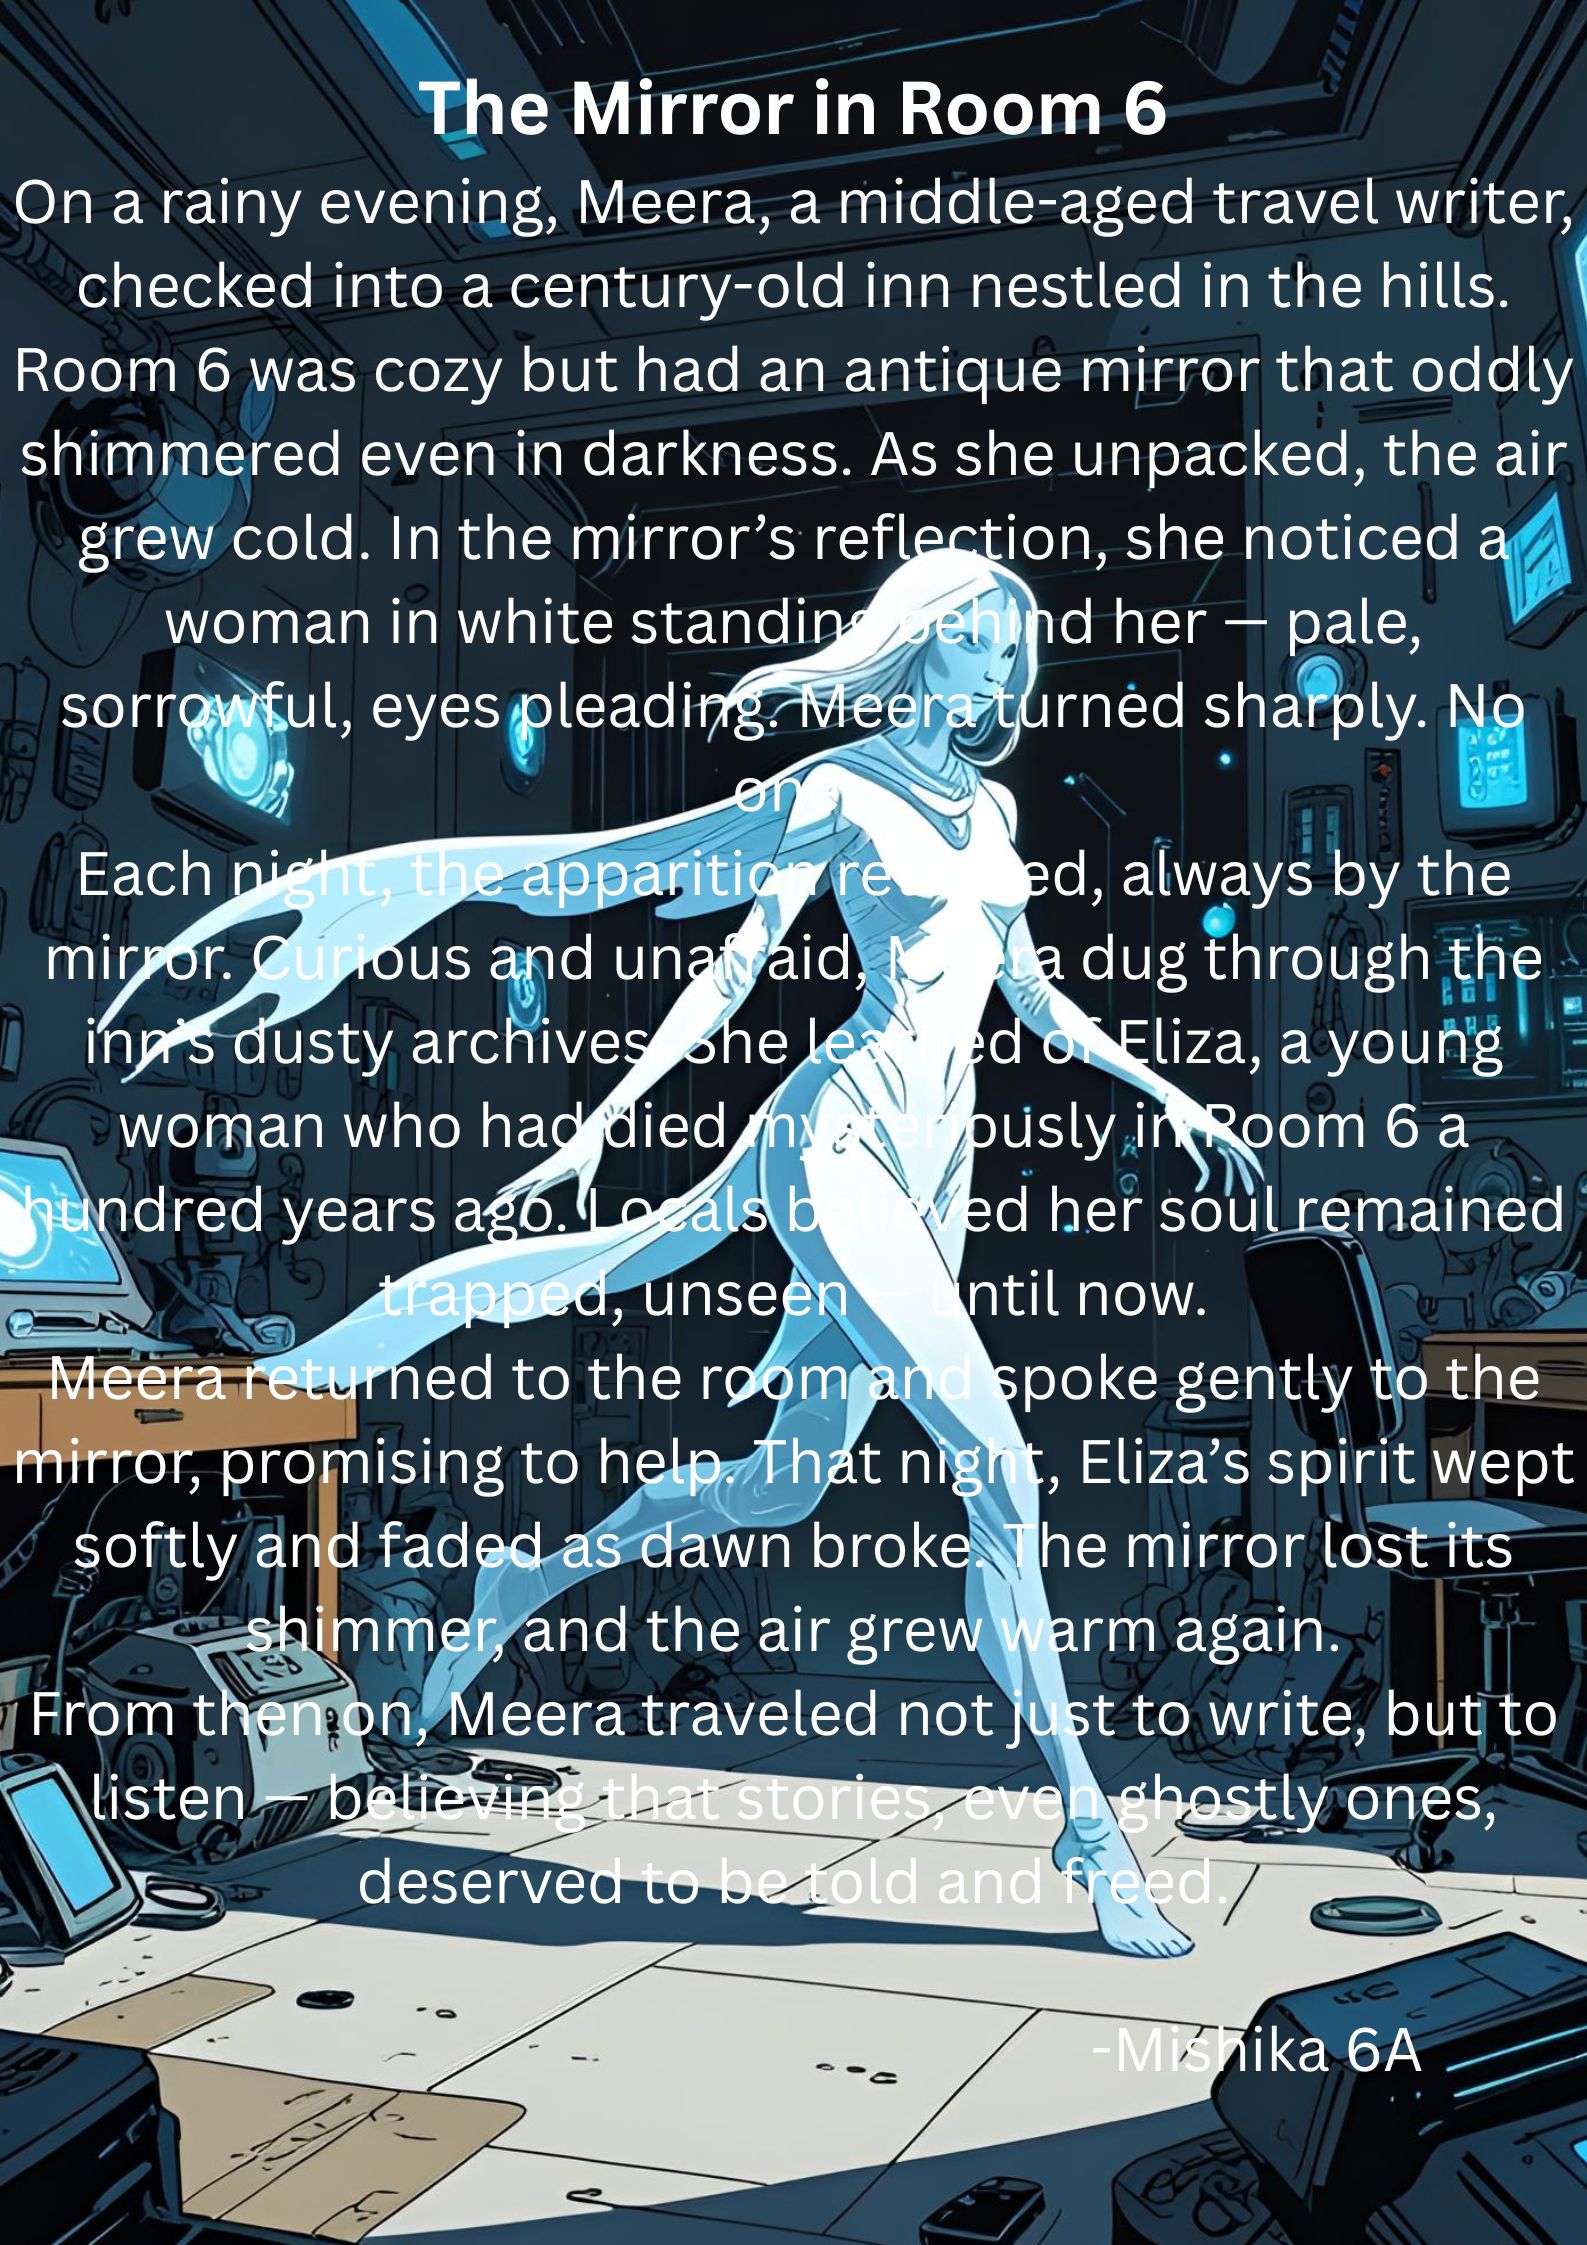 The Mirror in Room 6
On a rainy evening, Meera, a middle-aged travel writer,
checked into a century-old inn nestled in the hills.
Room 6 was cozy but had an antique mirror that oddly
shimmered even in darkness. As she unpacked, the air
grew cold. In the mirror’s reflection, she noticed a
woman in white standing behind her — pale,
sorrowful, eyes pleading. Meera turned sharply. No
one.
Each night, the apparition returned, always by the
mirror. Curious and unafraid, Meera dug through the
inn’s dusty archives. She learned of Eliza, a young
woman who had died mysteriously in Room 6 a
hundred years ago. Locals believed her soul remained
trapped, unseen — until now.
Meera returned to the room and spoke gently to the
mirror, promising to help. That night, Eliza’s spirit wept
softly and faded as dawn broke. The mirror lost its
shimmer, and the air grew warm again.
From then on, Meera traveled not just to write, but to
listen — believing that stories, even ghostly ones,
deserved to be told and freed.
-Mishika 6A